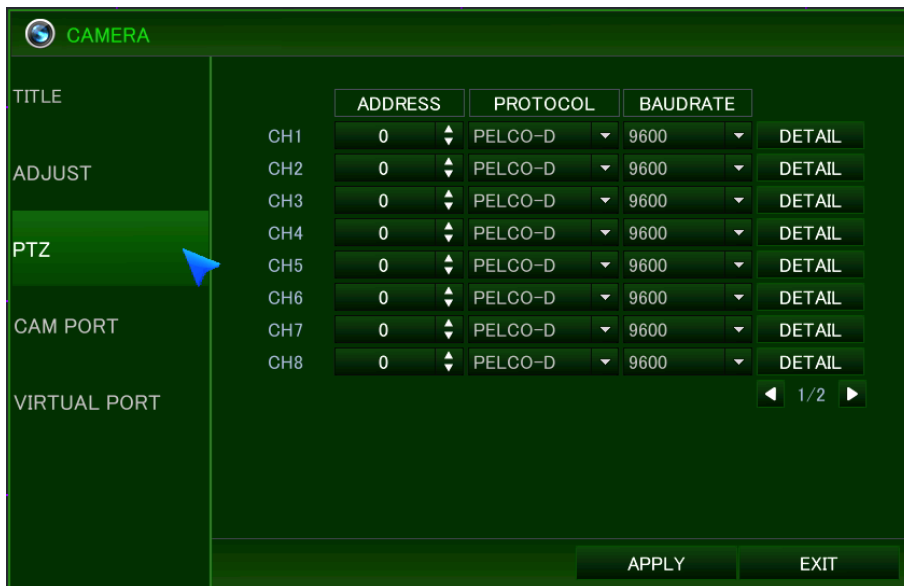 CAMERA
TITLE
ADJUST
PTZ
CAM PORT
VIRTUAL PORT
ADDRESS PROTOCOL BAUDRATE
CH1 0 PELCO-D 9600 DETAIL
CH2 0 PELCO-D 9600 DETAIL
CH3 0 PELCO-D 9600 DETAIL
CH4 0 PELCO-D 9600 DETAIL
CH5 0 PELCO-D 9600 DETAIL
CH6 0 PELCO-D 9600 DETAIL
CH7 0 PELCO-D 9600 DETAIL
CH8 0 PELCO-D 9600 DETAIL
1/2
APPLY EXIT